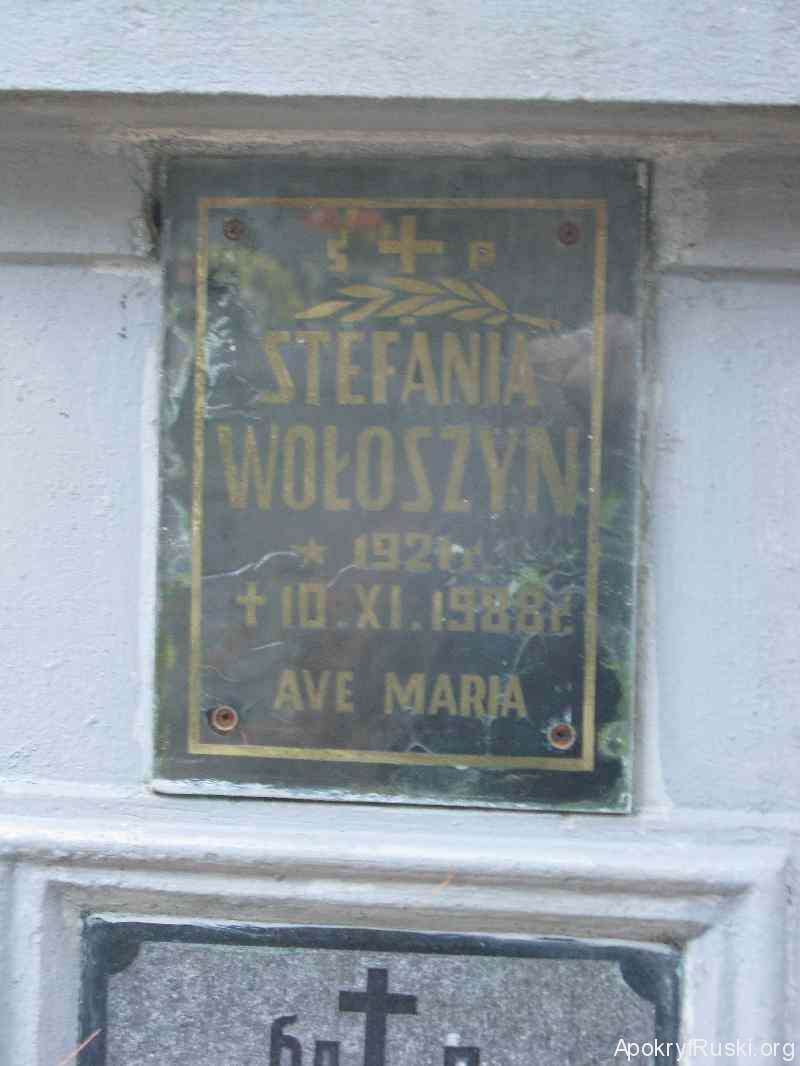 Ś P
STEFANIA
WOŁOSZYN
★ 1921 r.
✝ 10.XI.1988 r.
AVE MARIA
ApokryfRuski.org